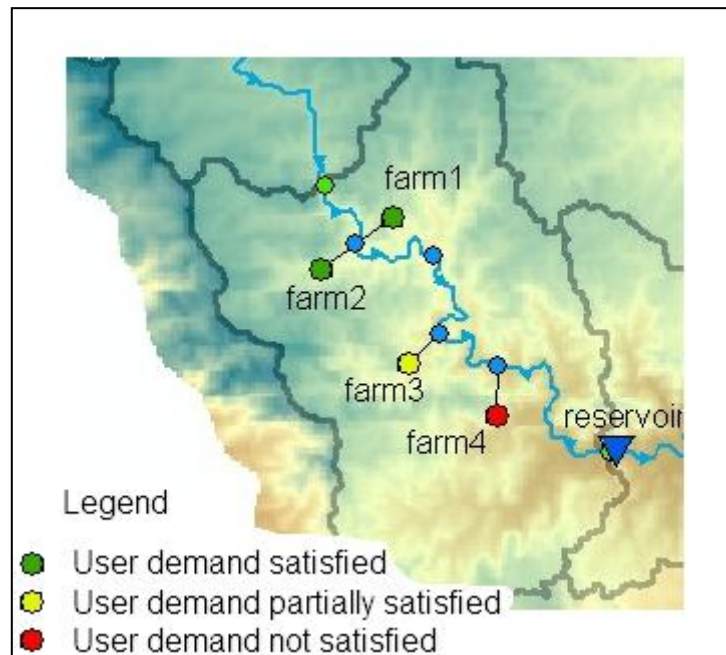 farm1
farm2
farm3
farm4
reservoir
Legend
User demand satisfied
User demand partially satisfied
User demand not satisfied